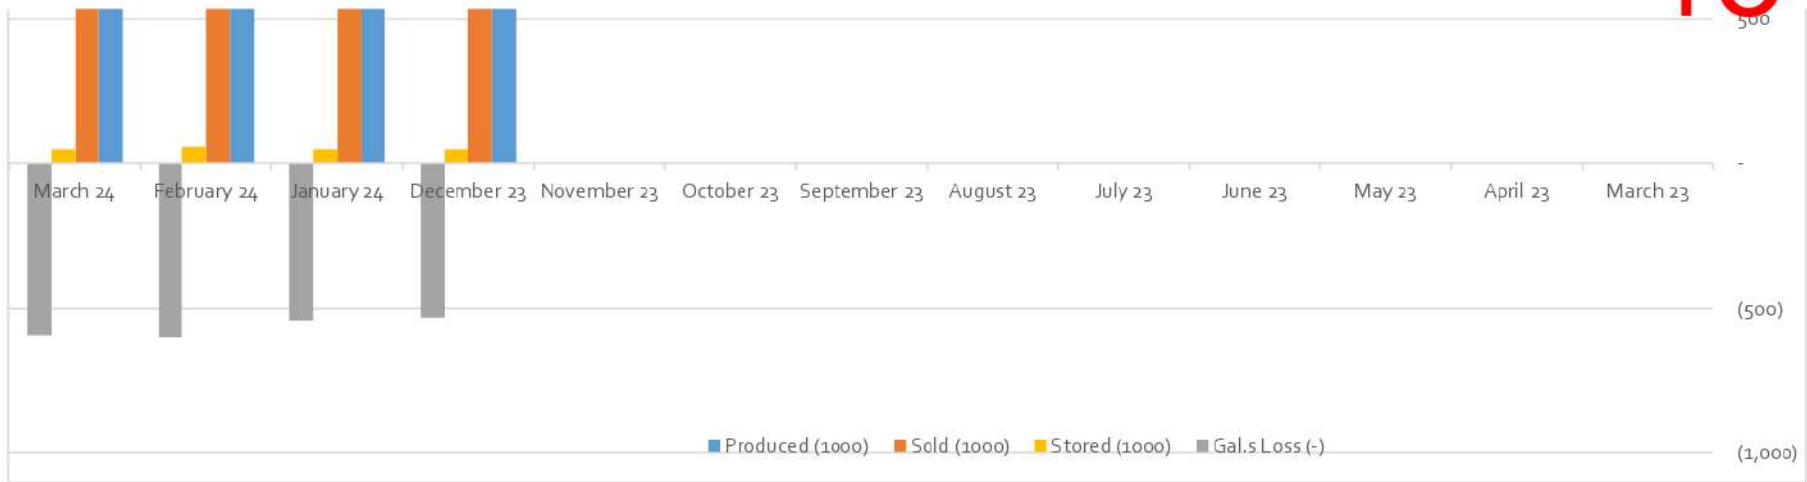 500
-
March 24 February 24 January 24 December 23 November 23 October 23 September 23 August 23 July 23 June 23 May 23 April 23 March 23
(500)
Produced (1000) Sold (1000) Stored (1000) Gal.s Loss (-)
(1,000)